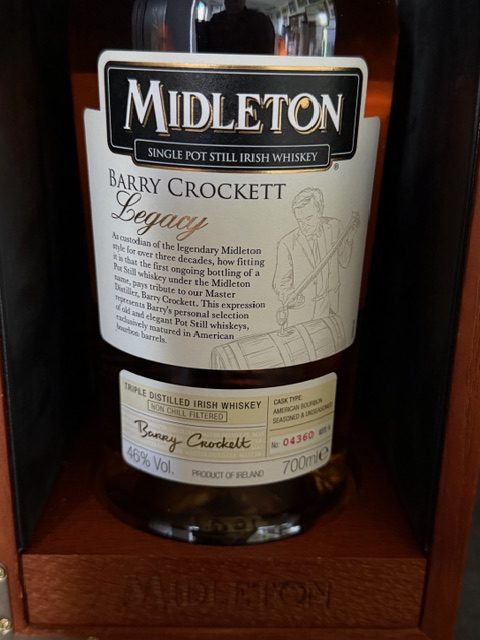 MIDLETON
SINGLE POT STILL IRISH WHISKEY
®
BARRY CROCKETT
Legacy
As custodian of the legendary Midleton
style for over three decades, how fitting
it is that the first ongoing bottling of a
Pot Still whiskey under the Midleton
name, pays tribute to our Master
Distiller, Barry Crockett. This expression
represents Barry's personal selection
of old and elegant Pot Still whiskeys,
exclusively matured in American
bourbon barrels.
TRIPLE DISTILLED IRISH WHISKEY
NON CHILL FILTERED
Barry Crockett
46% Vol.
CASK TYPE:
AMERICAN BOURBON
SEASONED & UNSEASONED
No: 04360
PRODUCT OF IRELAND
700ml e
MIDLETON